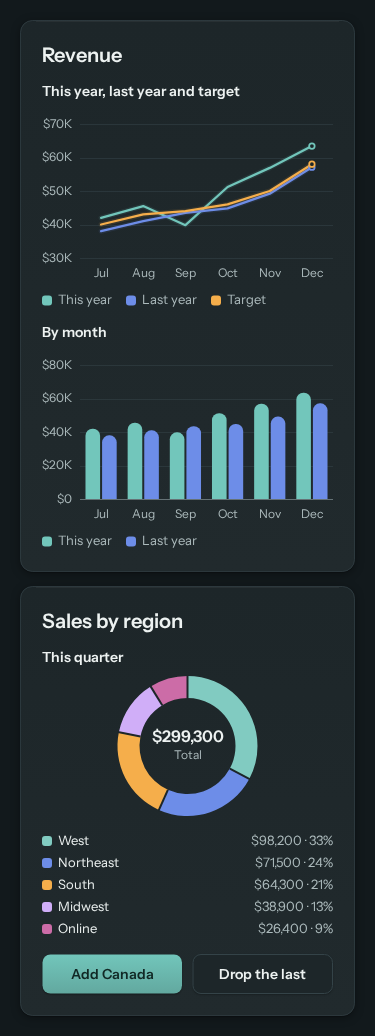 Revenue
This year, last year and target
$70K
$60K
$50K
$40K
$30K
Jul Aug Sep Oct Nov Dec
This year Last year Target
By month
$80K
$60K
$40K
$20K
$0
Jul Aug Sep Oct Nov Dec
This year Last year
Sales by region
This quarter
$299,300
Total
West $98,200 · 33%
Northeast $71,500 · 24%
South $64,300 · 21%
Midwest $38,900 · 13%
Online $26,400 · 9%
Add Canada Drop the last